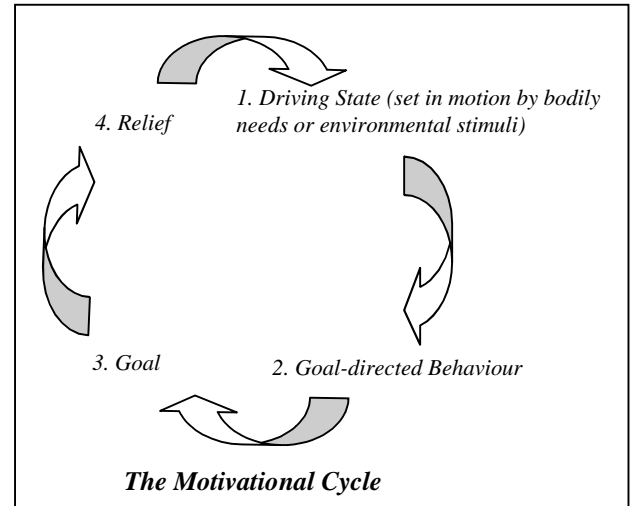 1. Driving State (set in motion by bodily
needs or environmental stimuli)
4. Relief
3. Goal
2. Goal-directed Behaviour
The Motivational Cycle